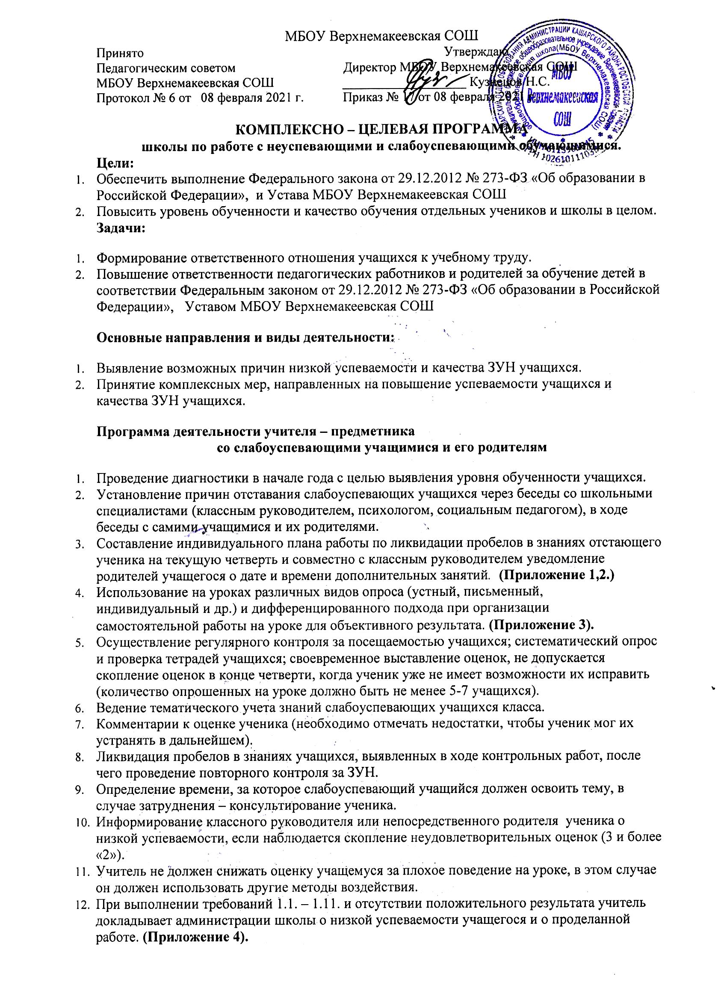 МБОУ Верхнемакеевская СОШ
Принято
Утверждаю
Педагогическим советом
Директор МБОУ Верхнемакеевская СОШ
МБОУ Верхнемакеевская СОШ
Кузнецов Н.С.
Протокол № 6 от 08 февраля 2021 г.
Приказ № от 08 февраля 2021 г.
МБОУ
Верхнемакеевская
СОШ
КОМПЛЕКСНО – ЦЕЛЕВАЯ ПРОГРАММА
школы по работе с неуспевающими и слабоуспевающими обучающимися.
Цели:
1. Обеспечить выполнение Федерального закона от 29.12.2012 № 273-ФЗ «Об образовании в
Российской Федерации», и Устава МБОУ Верхнемакеевская СОШ
2. Повысить уровень обученности и качество обучения отдельных учеников и школы в целом.
Задачи:
1. Формирование ответственного отношения учащихся к учебному труду.
2. Повышение ответственности педагогических работников и родителей за обучение детей в
соответствии Федеральным законом от 29.12.2012 № 273-ФЗ «Об образовании в Российской
Федерации», Уставом МБОУ Верхнемакеевская СОШ
Основные направления и виды деятельности:
1. Выявление возможных причин низкой успеваемости и качества ЗУН учащихся.
2. Принятие комплексных мер, направленных на повышение успеваемости учащихся и
качества ЗУН учащихся.
Программа деятельности учителя – предметника
со слабоуспевающими учащимися и его родителям
1. Проведение диагностики в начале года с целью выявления уровня обученности учащихся.
2. Установление причин отставания слабоуспевающих учащихся через беседы со школьными
специалистами (классным руководителем, психологом, социальным педагогом), в ходе
беседы с самими учащимися и их родителями.
3. Составление индивидуального плана работы по ликвидации пробелов в знаниях отстающего
ученика на текущую четверть и совместно с классным руководителем уведомление
родителей учащегося о дате и времени дополнительных занятий. (Приложение 1,2.)
4. Использование на уроках различных видов опроса (устный, письменный,
индивидуальный и др.) и дифференцированного подхода при организации
самостоятельной работы на уроке для объективного результата. (Приложение 3).
5. Осуществление регулярного контроля за посещаемостью учащихся; систематический опрос
и проверка тетрадей учащихся; своевременное выставление оценок, не допускается
скопление оценок в конце четверти, когда ученик уже не имеет возможности их исправить
(количество опрошенных на уроке должно быть не менее 5-7 учащихся).
6. Ведение тематического учета знаний слабоуспевающих учащихся класса.
7. Комментарии к оценке ученика (необходимо отмечать недостатки, чтобы ученик мог их
устранять в дальнейшем).
8. Ликвидация пробелов в знаниях учащихся, выявленных в ходе контрольных работ, после
чего проведение повторного контроля за ЗУН.
9. Определение времени, за которое слабоуспевающий учащийся должен освоить тему, в
случае затруднения – консультирование ученика.
10. Информирование классного руководителя или непосредственного родителя ученика о
низкой успеваемости, если наблюдается скопление неудовлетворительных оценок (3 и более
«2»).
11. Учитель не должен снижать оценку учащемуся за плохое поведение на уроке, в этом случае
он должен использовать другие методы воздействия.
12. При выполнении требований 1.1. – 1.11. и отсутствии положительного результата учитель
докладывает администрации школы о низкой успеваемости учащегося и о проделанной
работе. (Приложение 4).